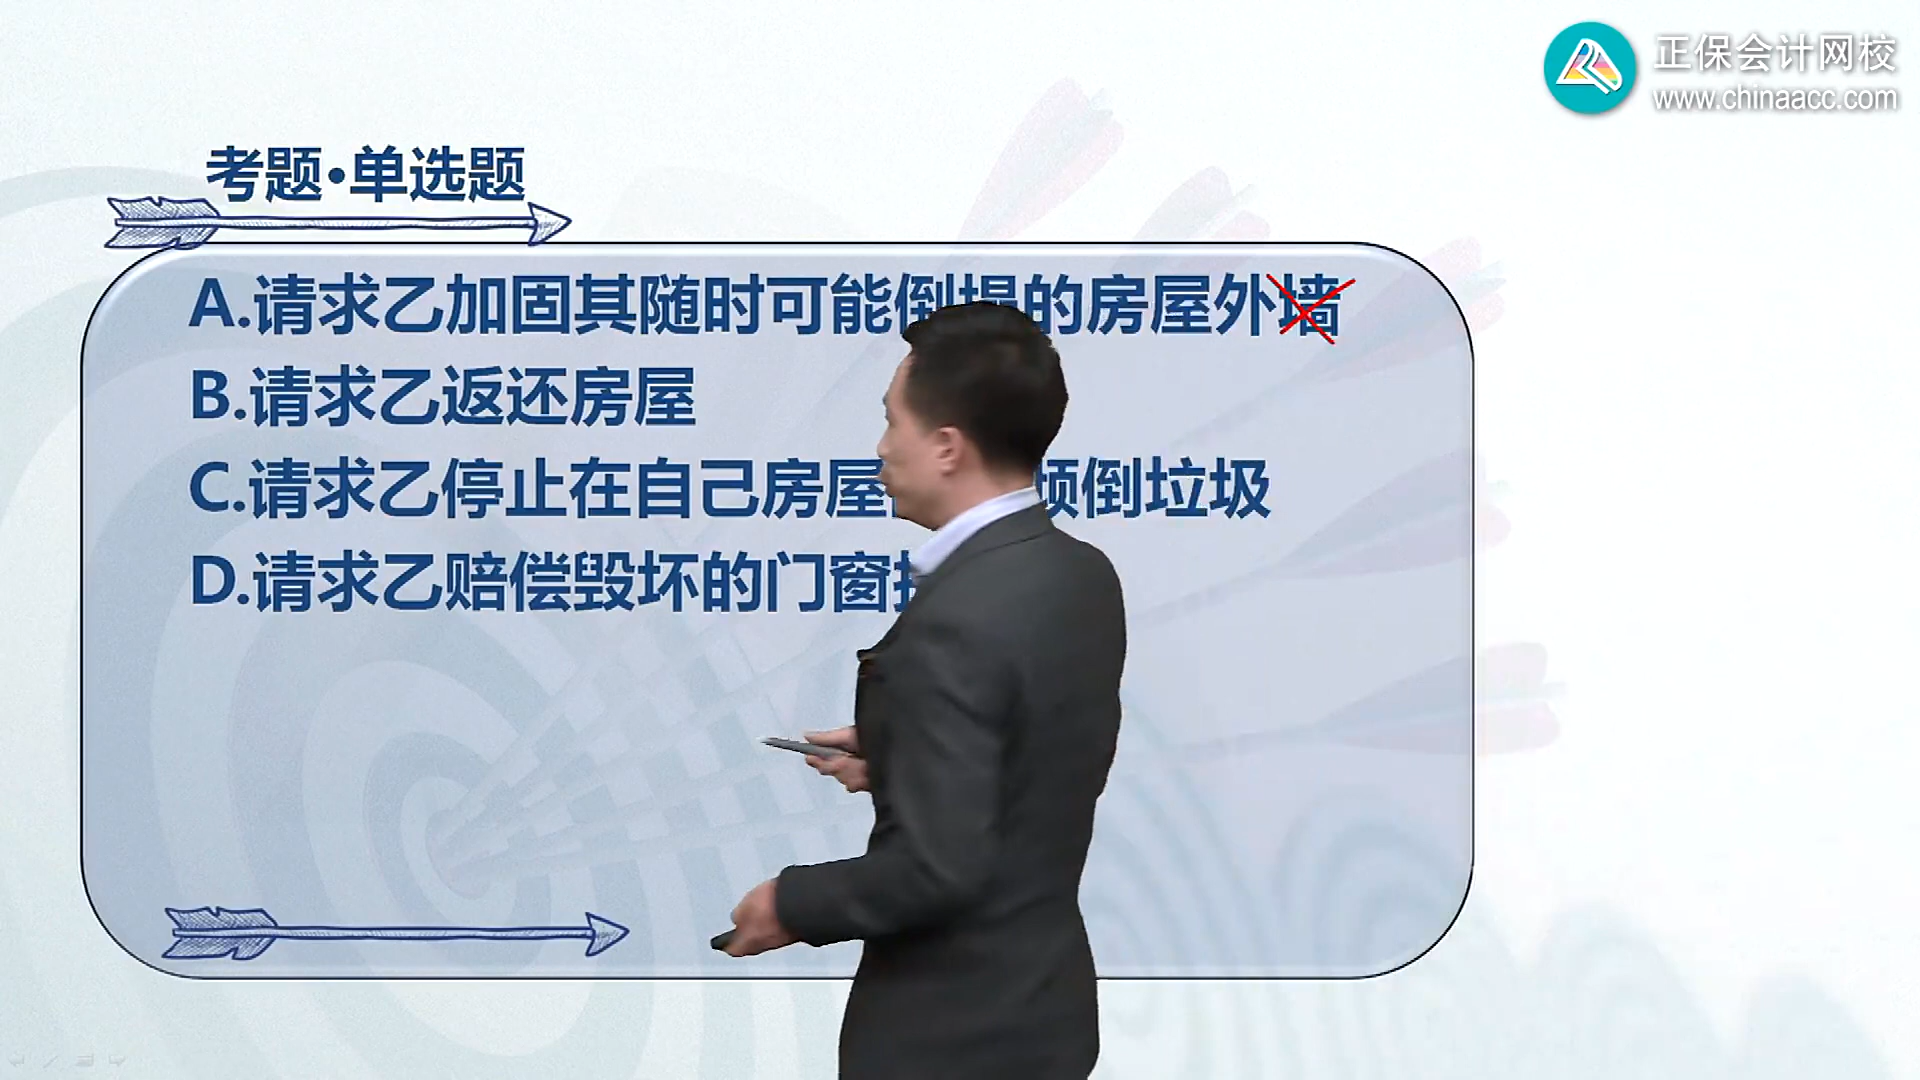 正保会计网校
www.chinaacc.com
考题·单选题
A.请求乙加固其随时可能倒塌的房屋外墙
B.请求乙返还房屋
C.请求乙停止在自己房屋 倾倒垃圾
D.请求乙赔偿毁坏的门窗